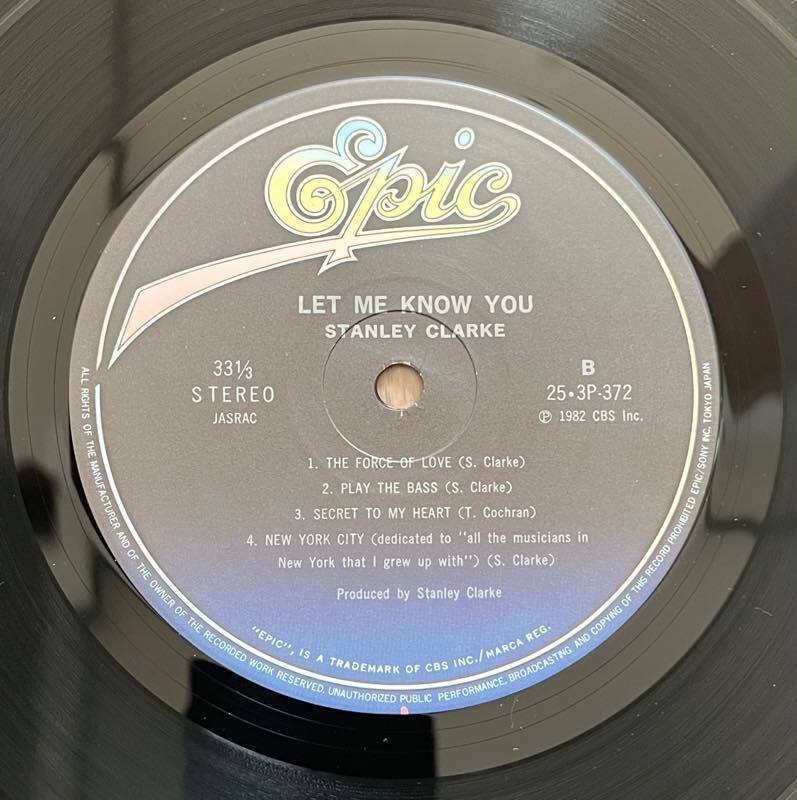 Epic
LET ME KNOW YOU
STANLEY CLARKE
33⅓
STEREO
JASRAC
B
25•3P-372
Ⓟ 1982 CBS Inc.
1. THE FORCE OF LOVE (S. Clarke)
2. PLAY THE BASS (S. Clarke)
3. SECRET TO MY HEART (T. Cochran)
4. NEW YORK CITY (dedicated to "all the musicians in
New York that I grew up with") (S. Clarke)
Produced by Stanley Clarke
"EPIC", IS A TRADEMARK OF CBS INC./MARCA REG.
ALL RIGHTS OF THE MANUFACTURER AND OF THE OWNER OF THE RECORDED WORK RESERVED. UNAUTHORIZED PUBLIC PERFORMANCE, BROADCASTING AND COPYING OF THIS RECORD PROHIBITED EPIC/SONY INC. TOKYO JAPAN